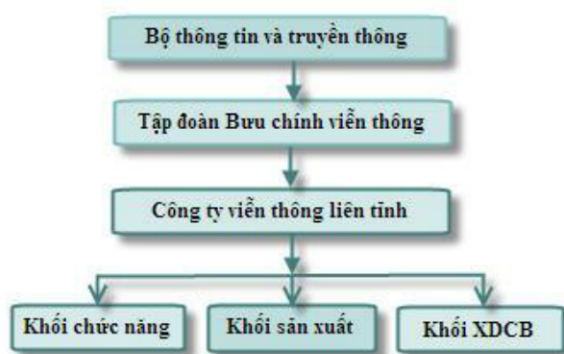 Bộ thông tin và truyền thông
Tập đoàn Bưu chính viễn thông
Công ty viễn thông liên tĩnh
Khối chức năng
Khối sản xuất
Khối XDCB